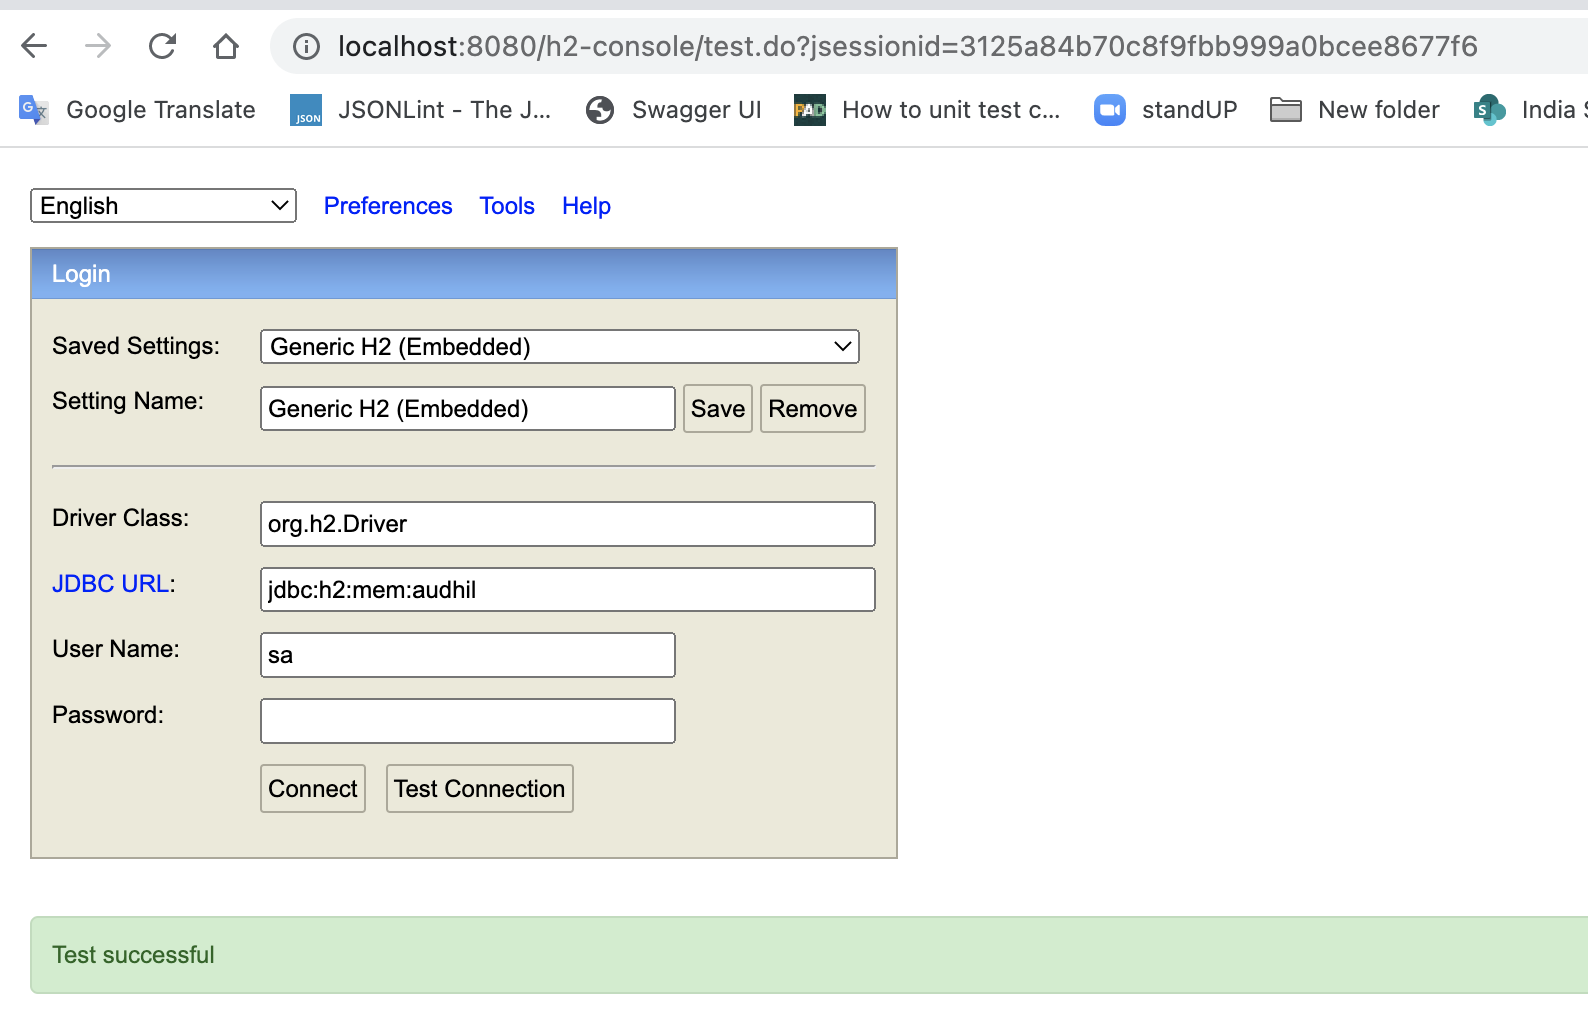 localhost:8080/h2-console/test.do?jsessionid=3125a84b70c8f9fbb999a0bcee8677f6
Google Translate JSON JSONLint - The J... Swagger UI RAD How to unit test c... standUP New folder S India S
English Preferences Tools Help
Login
Saved Settings: Generic H2 (Embedded)
Setting Name: Generic H2 (Embedded) Save Remove
Driver Class: org.h2.Driver
JDBC URL: jdbc:h2:mem:audhil
User Name: sa
Password:
Connect Test Connection
Test successful